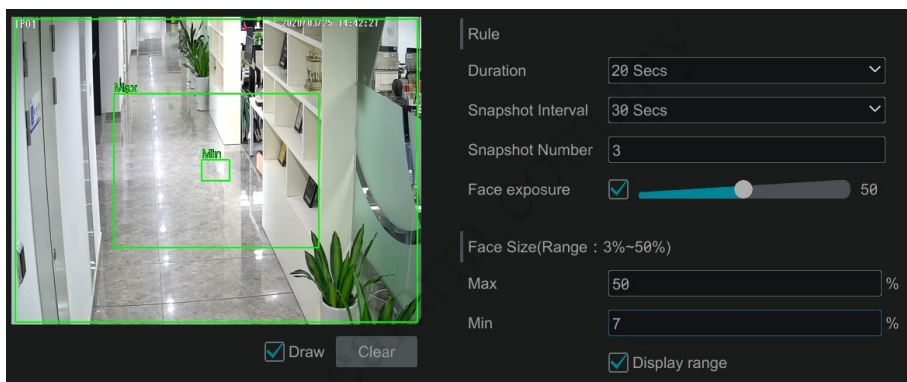 IP01
2020/03/25 14:42:27
Max
Min
Draw
Clear
Rule
Duration
20 Secs
Snapshot Interval
30 Secs
Snapshot Number
3
Face exposure
50
Face Size(Range : 3%~50%)
Max
50
%
Min
7
%
Display range